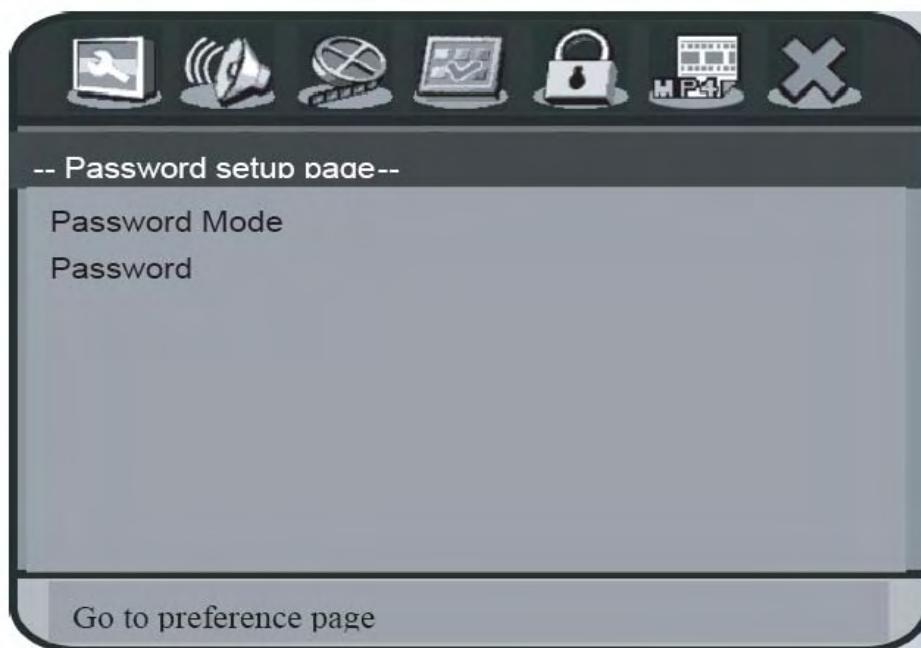 MP4
-- Password setup page--
Password Mode
Password
Go to preference page